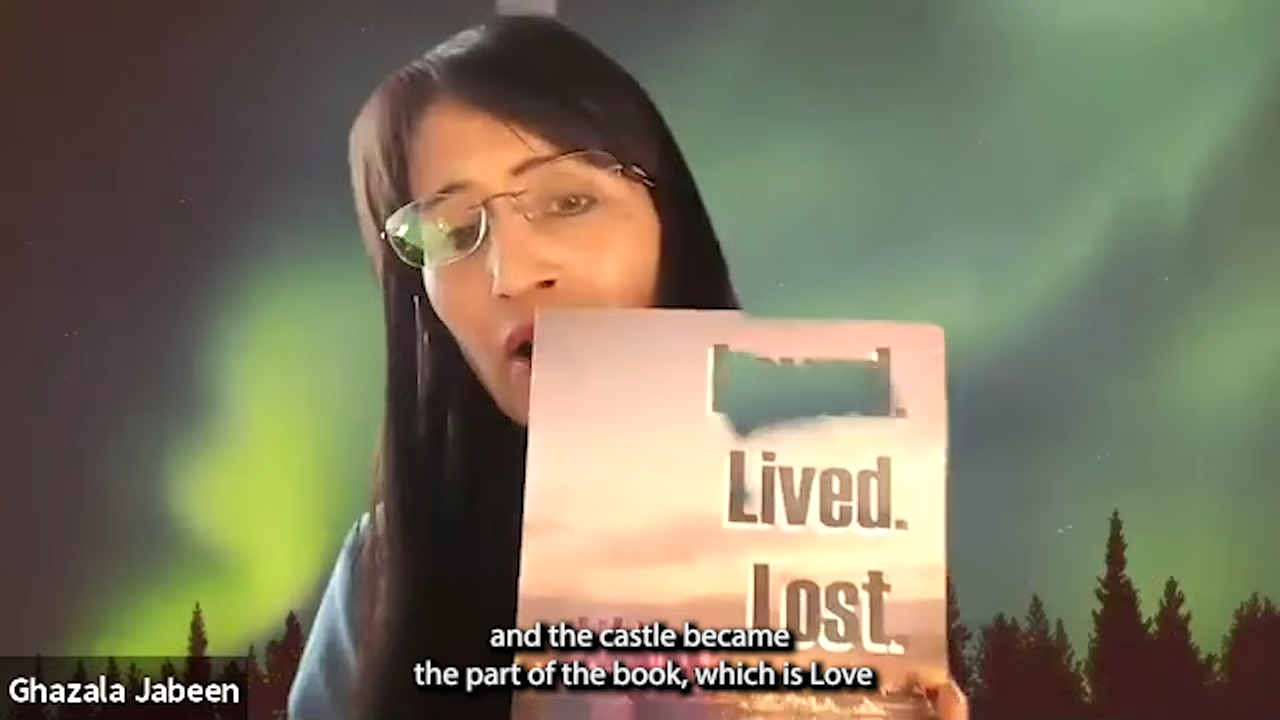 Lived.
Lost.
and the castle became
the part of the book, which is Love
Ghazala Jabeen